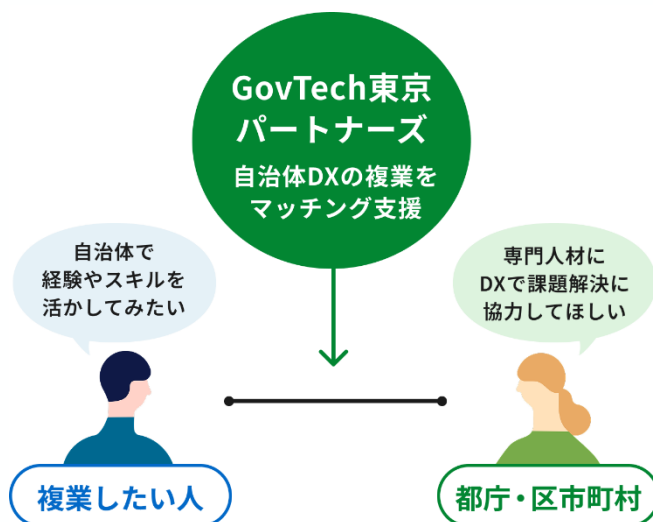 GovTech東京
パートナーズ
自治体DXの複業を
マッチング支援
自治体で
経験やスキルを
活かしてみたい
専門人材に
DXで課題解決に
協力してほしい
複業したい人
都庁・区市町村